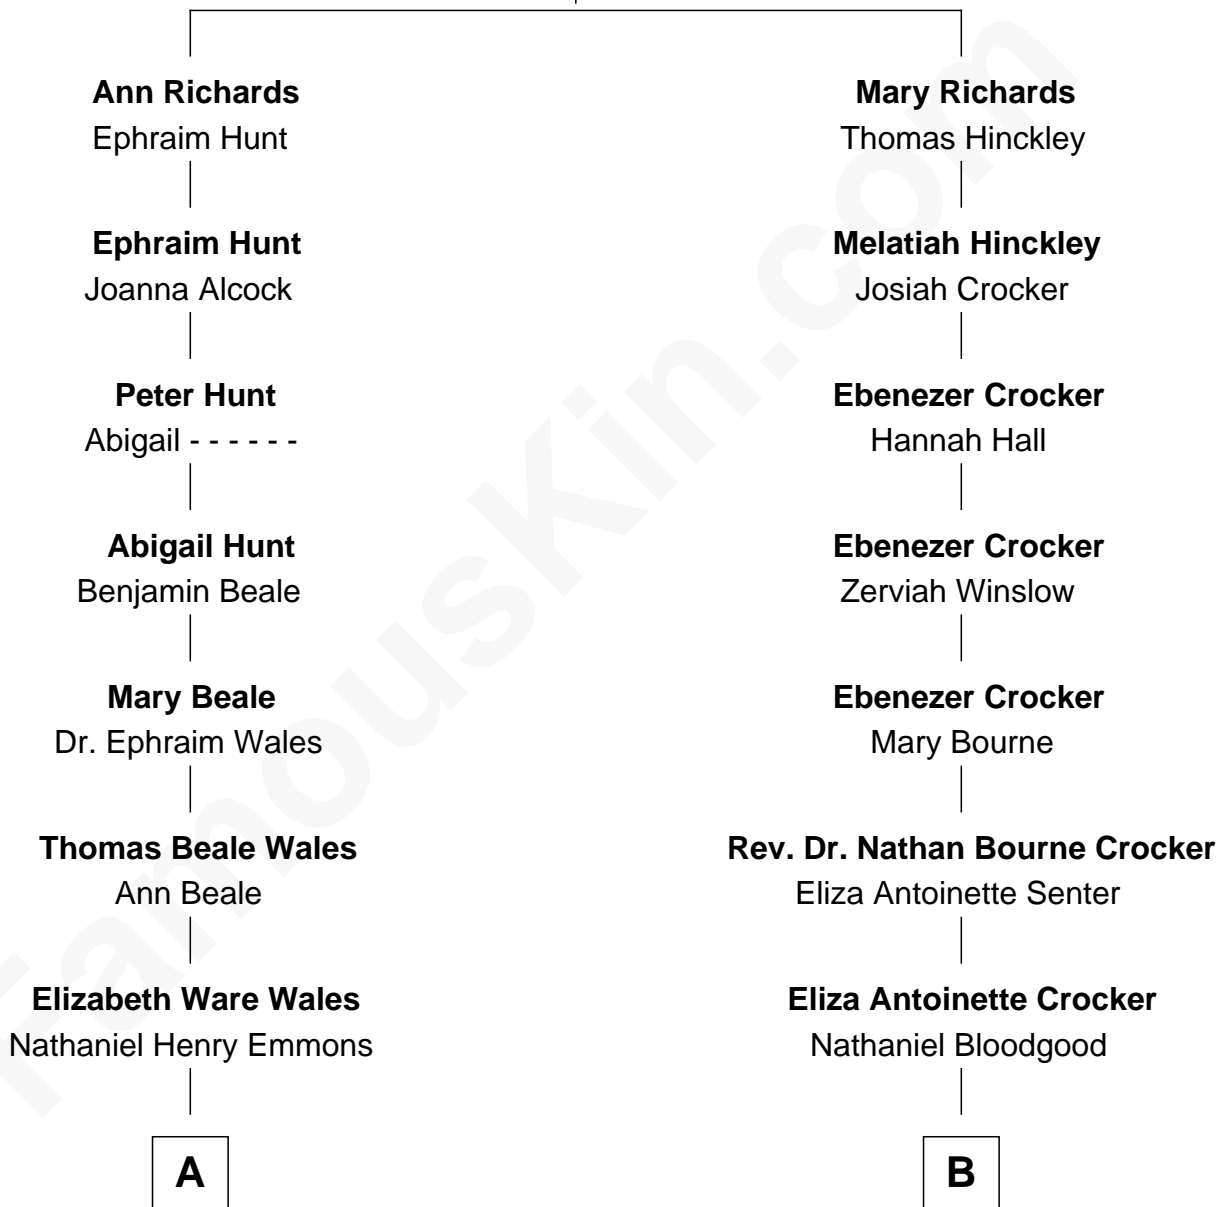 Ann Richards
Ephraim Hunt
Ephraim Hunt
Joanna Alcock
Peter Hunt
Abigail - - - - - -
Abigail Hunt
Benjamin Beale
Mary Beale
Dr. Ephraim Wales
Thomas Beale Wales
Ann Beale
Elizabeth Ware Wales
Nathaniel Henry Emmons
A
Mary Richards
Thomas Hinckley
Melatiah Hinckley
Josiah Crocker
Ebenezer Crocker
Hannah Hall
Ebenezer Crocker
Zerviah Winslow
Ebenezer Crocker
Mary Bourne
Rev. Dr. Nathan Bourne Crocker
Eliza Antoinette Senter
Eliza Antoinette Crocker
Nathaniel Bloodgood
B
FamousKin.com